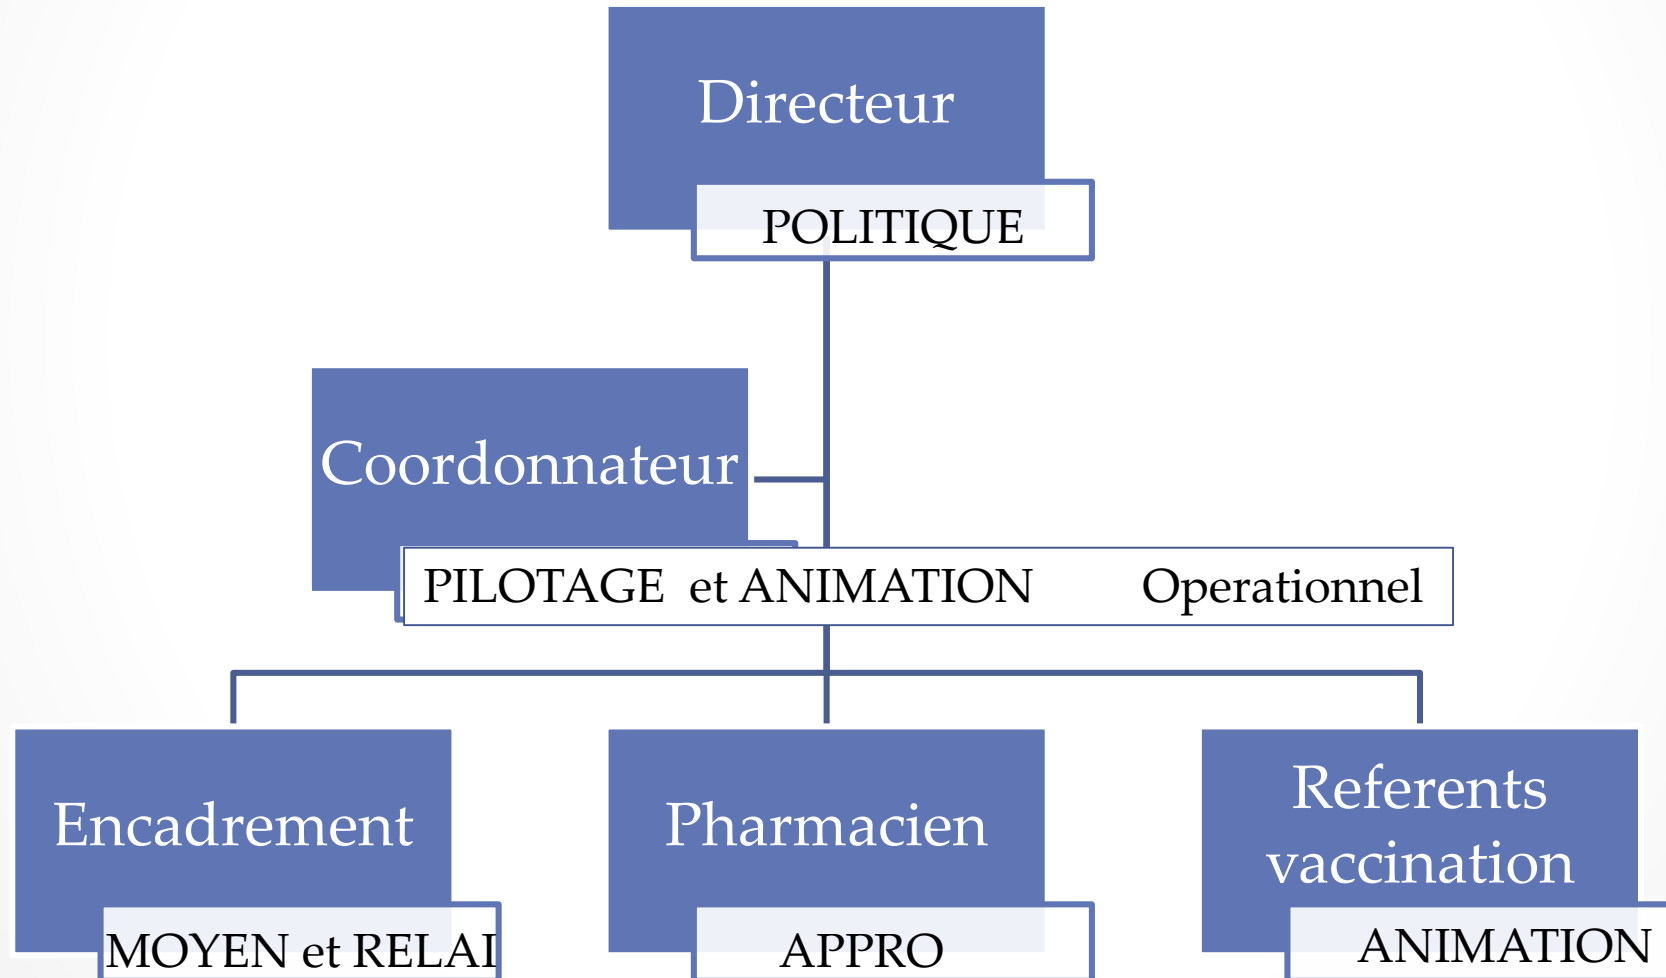 Directeur
POLITIQUE
Coordonnateur
PILOTAGE et ANIMATION Operationnel
Encadrement
MOYEN et RELAI
Pharmacien
APPRO
Referents
vaccination
ANIMATION